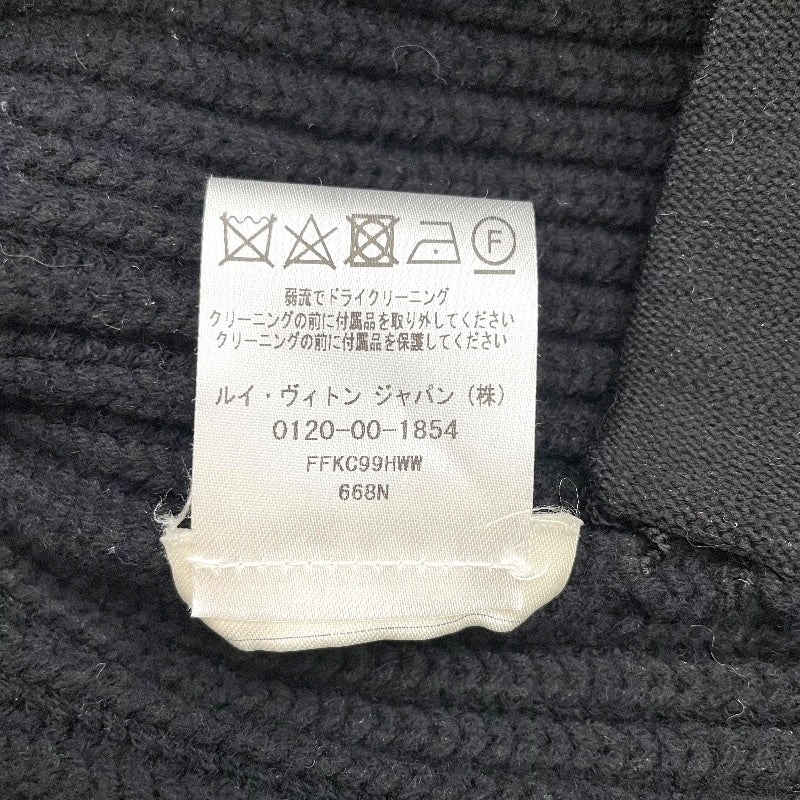 F
弱流でドライクリーニング
クリーニングの前に付属品を取り外してください
クリーニングの前に付属品を保護してください
ルイ・ヴィトン ジャパン (株)
0120-00-1854
FFKC99HWW
668N